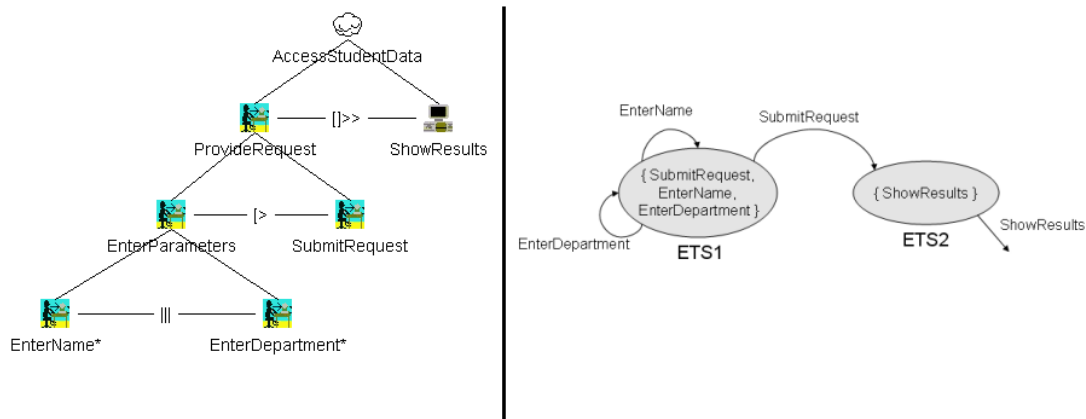 AccessStudentData
[]>>
ProvideRequest
ShowResults
[>
EnterParameters
SubmitRequest
|||
EnterName*
EnterDepartment*
EnterName
SubmitRequest
{ SubmitRequest,
EnterName,
EnterDepartment }
{ ShowResults }
EnterDepartment
ETS1
ETS2
ShowResults